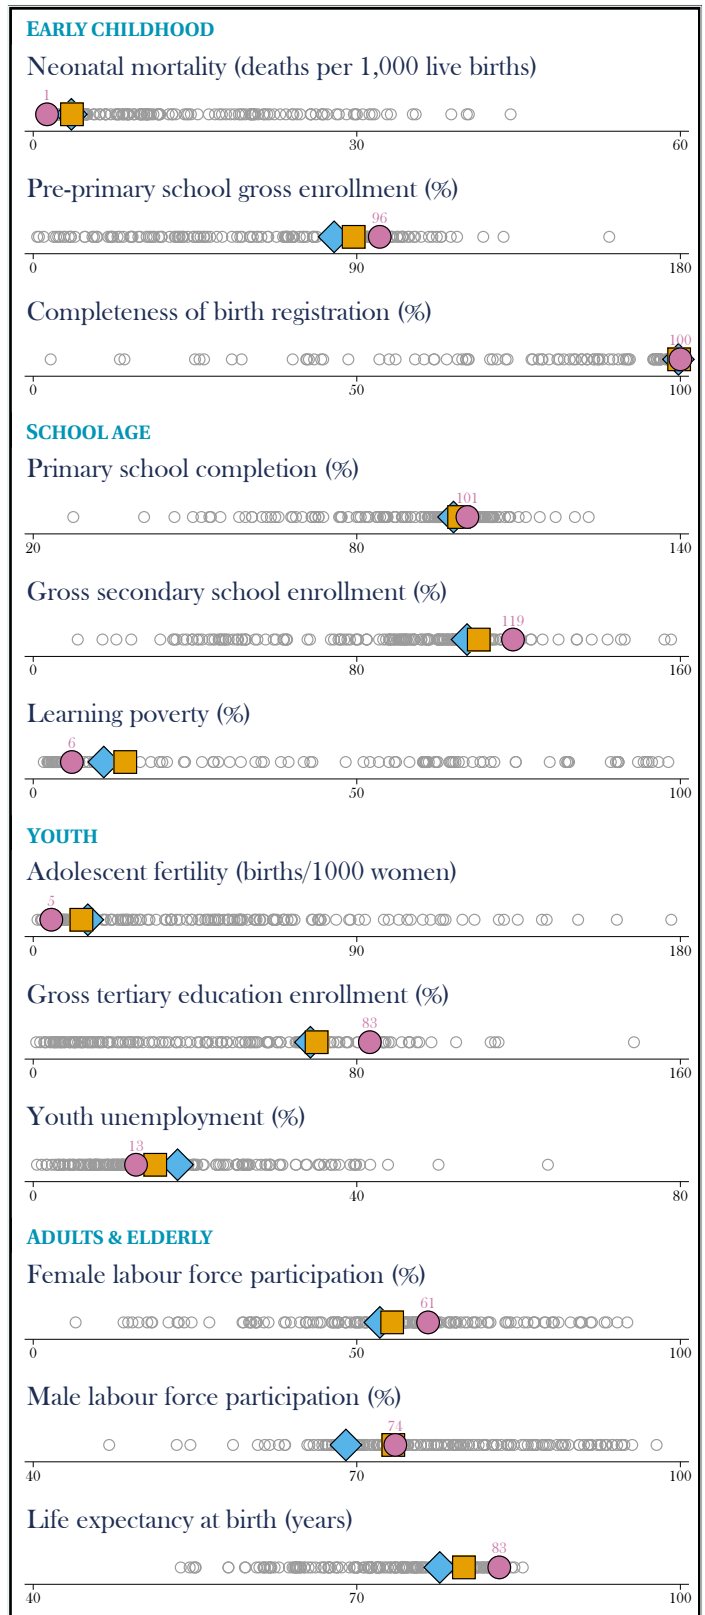 EARLY CHILDHOOD
Neonatal mortality (deaths per 1,000 live births)
1
0 30 60
Pre-primary school gross enrollment (%)
96
0 90 180
Completeness of birth registration (%)
100
0 50 100
SCHOOL AGE
Primary school completion (%)
101
20 80 140
Gross secondary school enrollment (%)
119
0 80 160
Learning poverty (%)
6
0 50 100
YOUTH
Adolescent fertility (births/1000 women)
5
0 90 180
Gross tertiary education enrollment (%)
83
0 80 160
Youth unemployment (%)
13
0 40 80
ADULTS & ELDERLY
Female labour force participation (%)
61
0 50 100
Male labour force participation (%)
74
40 70 100
Life expectancy at birth (years)
83
40 70 100